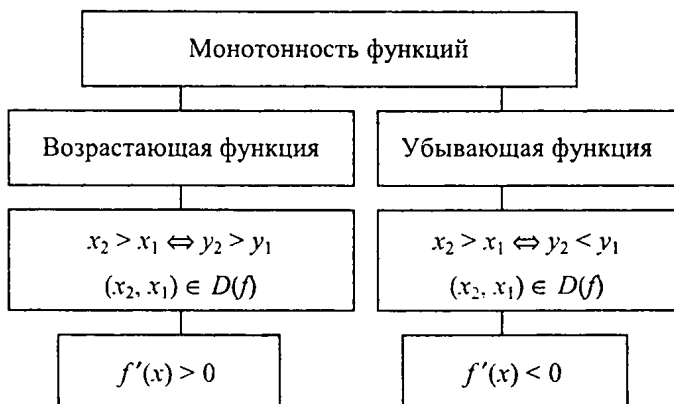 Монотонность функций
Возрастающая функция
Убывающая функция
x₂ > x₁ ⇔ y₂ > y₁
(x₂, x₁) ∈ D(f)
x₂ > x₁ ⇔ y₂ < y₁
(x₂, x₁) ∈ D(f)
f′(x) > 0
f′(x) < 0